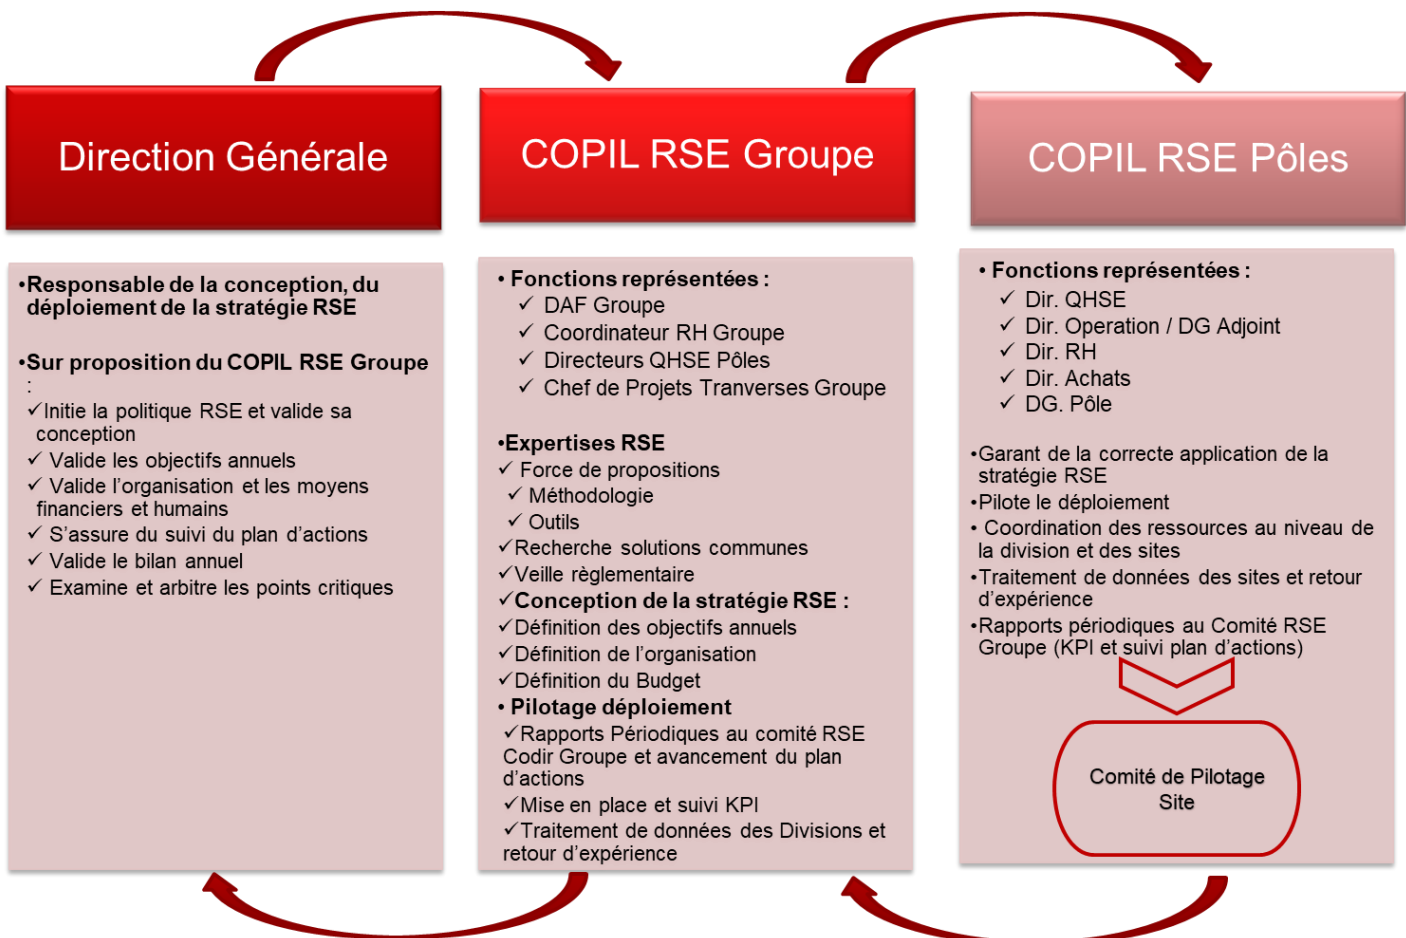 Direction Générale
COPIL RSE Groupe
COPIL RSE Pôles
•Responsable de la conception, du
déploiement de la stratégie RSE
•Sur proposition du COPIL RSE Groupe
:
✓Initie la politique RSE et valide sa
conception
✓ Valide les objectifs annuels
✓ Valide l’organisation et les moyens
financiers et humains
✓ S’assure du suivi du plan d’actions
✓ Valide le bilan annuel
✓ Examine et arbitre les points critiques
• Fonctions représentées :
✓ DAF Groupe
✓ Coordinateur RH Groupe
✓ Directeurs QHSE Pôles
✓ Chef de Projets Tranverses Groupe
•Expertises RSE
✓ Force de propositions
✓ Méthodologie
✓ Outils
✓Recherche solutions communes
✓Veille règlementaire
✓Conception de la stratégie RSE :
✓Définition des objectifs annuels
✓Définition de l’organisation
✓Définition du Budget
• Pilotage déploiement
✓Rapports Périodiques au comité RSE
Codir Groupe et avancement du plan
d’actions
✓Mise en place et suivi KPI
✓Traitement de données des Divisions et
retour d’expérience
• Fonctions représentées :
✓ Dir. QHSE
✓ Dir. Operation / DG Adjoint
✓ Dir. RH
✓ Dir. Achats
✓ DG. Pôle
•Garant de la correcte application de la
stratégie RSE
•Pilote le déploiement
• Coordination des ressources au niveau de
la division et des sites
•Traitement de données des sites et retour
d’expérience
•Rapports périodiques au Comité RSE
Groupe (KPI et suivi plan d’actions)
Comité de Pilotage
Site